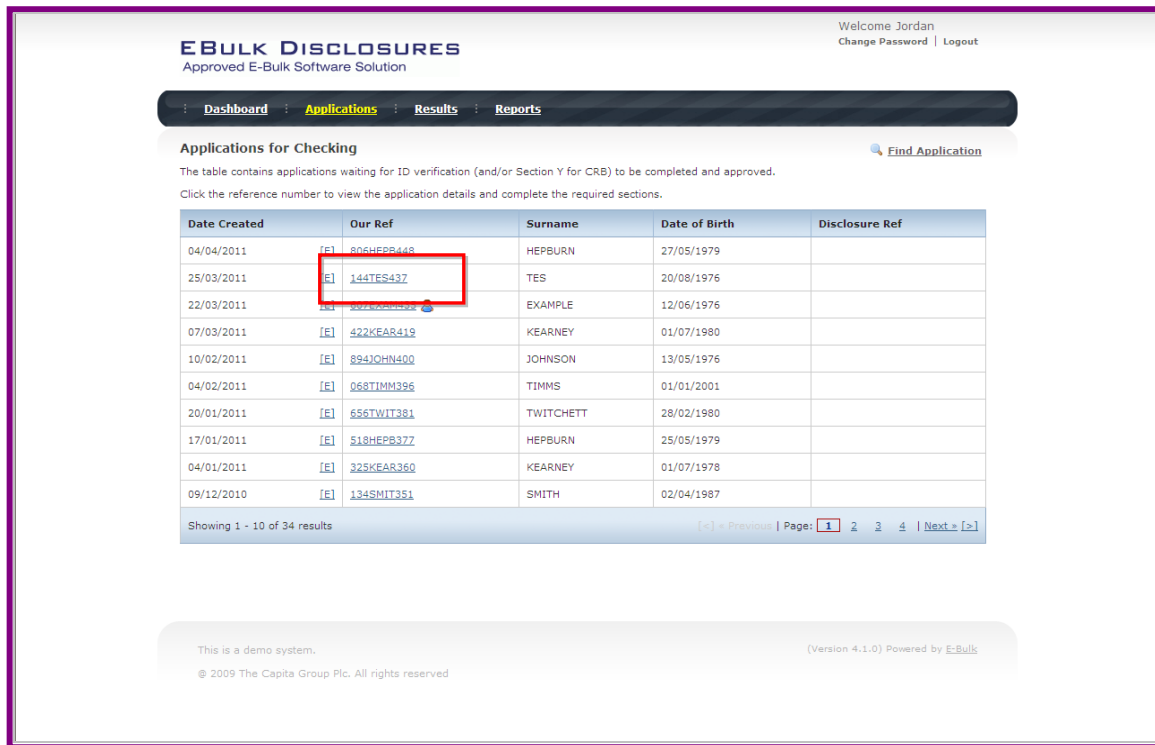 Welcome Jordan
Change Password | Logout
EBULK DISCLOSURES
Approved E-Bulk Software Solution
Dashboard Applications Results Reports
Applications for Checking Find Application
The table contains applications waiting for ID verification (and/or Section Y for CRB) to be completed and approved.
Click the reference number to view the application details and complete the required sections.
Date Created Our Ref Surname Date of Birth Disclosure Ref
04/04/2011 [E] 806HEPB448 HEPBURN 27/05/1979
25/03/2011 [E] 144TES437 TES 20/08/1976
22/03/2011 [E] EXAMPLE 12/06/1976
07/03/2011 [E] 422KEAR419 KEARNEY 01/07/1980
10/02/2011 [E] 894JOHN400 JOHNSON 13/05/1976
04/02/2011 [E] 068TIMM396 TIMMS 01/01/2001
20/01/2011 [E] 656TWIT381 TWITCHETT 28/02/1980
17/01/2011 [E] 518HEPB377 HEPBURN 25/05/1979
04/01/2011 [E] 325KEAR360 KEARNEY 01/07/1978
09/12/2010 [E] 134SMIT351 SMITH 02/04/1987
Showing 1 - 10 of 34 results [<] « Previous | Page: 1 2 3 4 | Next » [>]
This is a demo system. (Version 4.1.0) Powered by E-Bulk
© 2009 The Capita Group Plc. All rights reserved